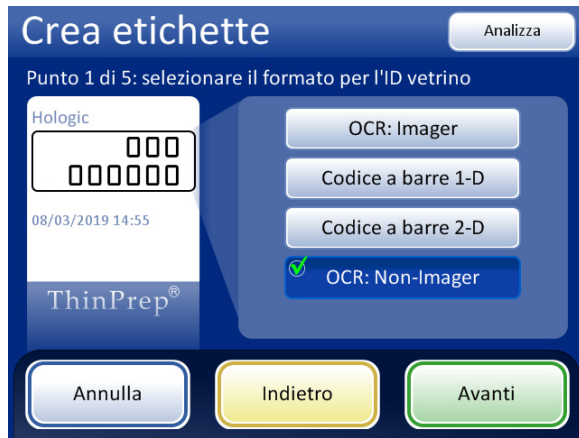 Crea etichette
Analizza
Punto 1 di 5: selezionare il formato per l'ID vetrino
Hologic
000
000000
08/03/2019 14:55
ThinPrep®
OCR: Imager
Codice a barre 1-D
Codice a barre 2-D
OCR: Non-Imager
Annulla
Indietro
Avanti